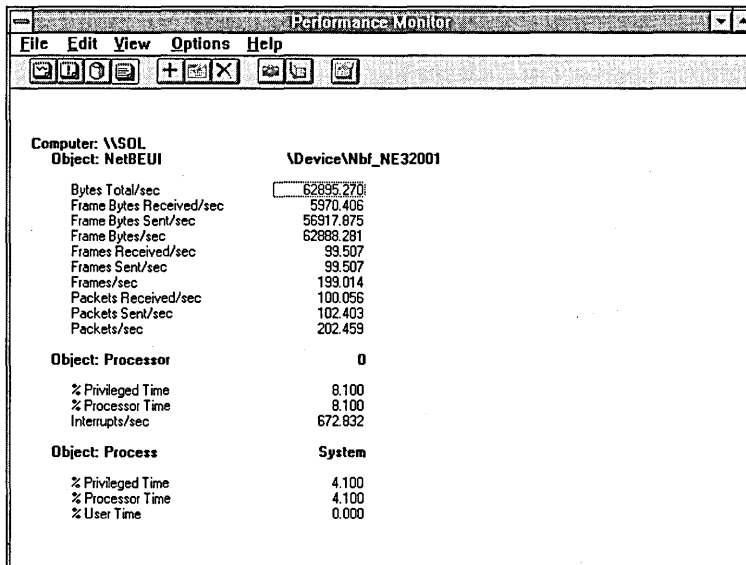 Performance Monitor
File Edit View Options Help
Computer: \\SOL
Object: NetBEUI \Device\Nbf_NE32001
Bytes Total/sec 62895.270
Frame Bytes Received/sec 5970.406
Frame Bytes Sent/sec 56917.875
Frame Bytes/sec 62888.281
Frames Received/sec 99.507
Frames Sent/sec 99.507
Frames/sec 199.014
Packets Received/sec 100.056
Packets Sent/sec 102.403
Packets/sec 202.459
Object: Processor 0
% Privileged Time 8.100
% Processor Time 8.100
Interrupts/sec 672.832
Object: Process System
% Privileged Time 4.100
% Processor Time 4.100
% User Time 0.000